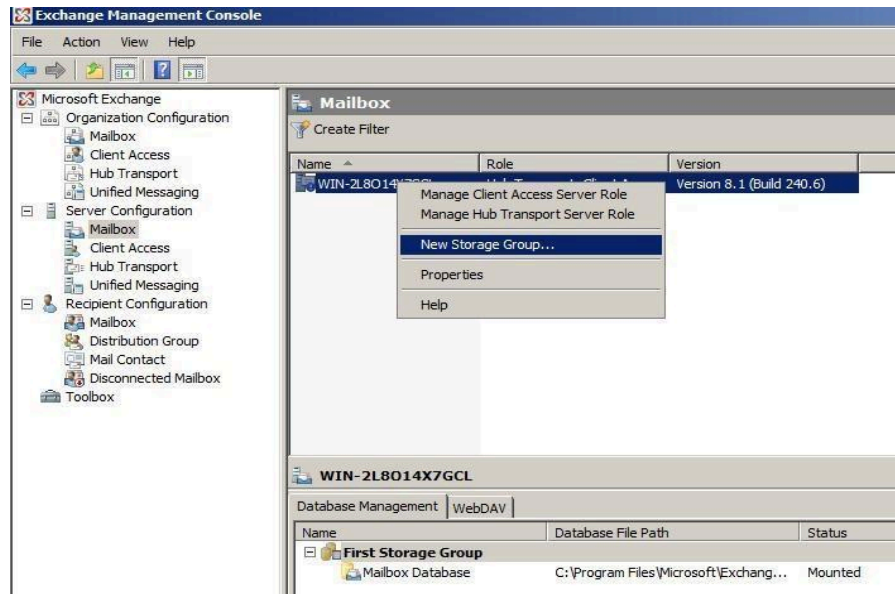 Exchange Management Console
File Action View Help
Microsoft Exchange
Organization Configuration
Mailbox
Client Access
Hub Transport
Unified Messaging
Server Configuration
Mailbox
Client Access
Hub Transport
Unified Messaging
Recipient Configuration
Mailbox
Distribution Group
Mail Contact
Disconnected Mailbox
Toolbox
Mailbox
Create Filter
Name Role Version
WIN-2L8O14X7GCL Version 8.1 (Build 240.6)
Manage Client Access Server Role
Manage Hub Transport Server Role
New Storage Group...
Properties
Help
WIN-2L8O14X7GCL
Database Management WebDAV
Name Database File Path Status
First Storage Group
Mailbox Database C:\Program Files\Microsoft\Exchang... Mounted